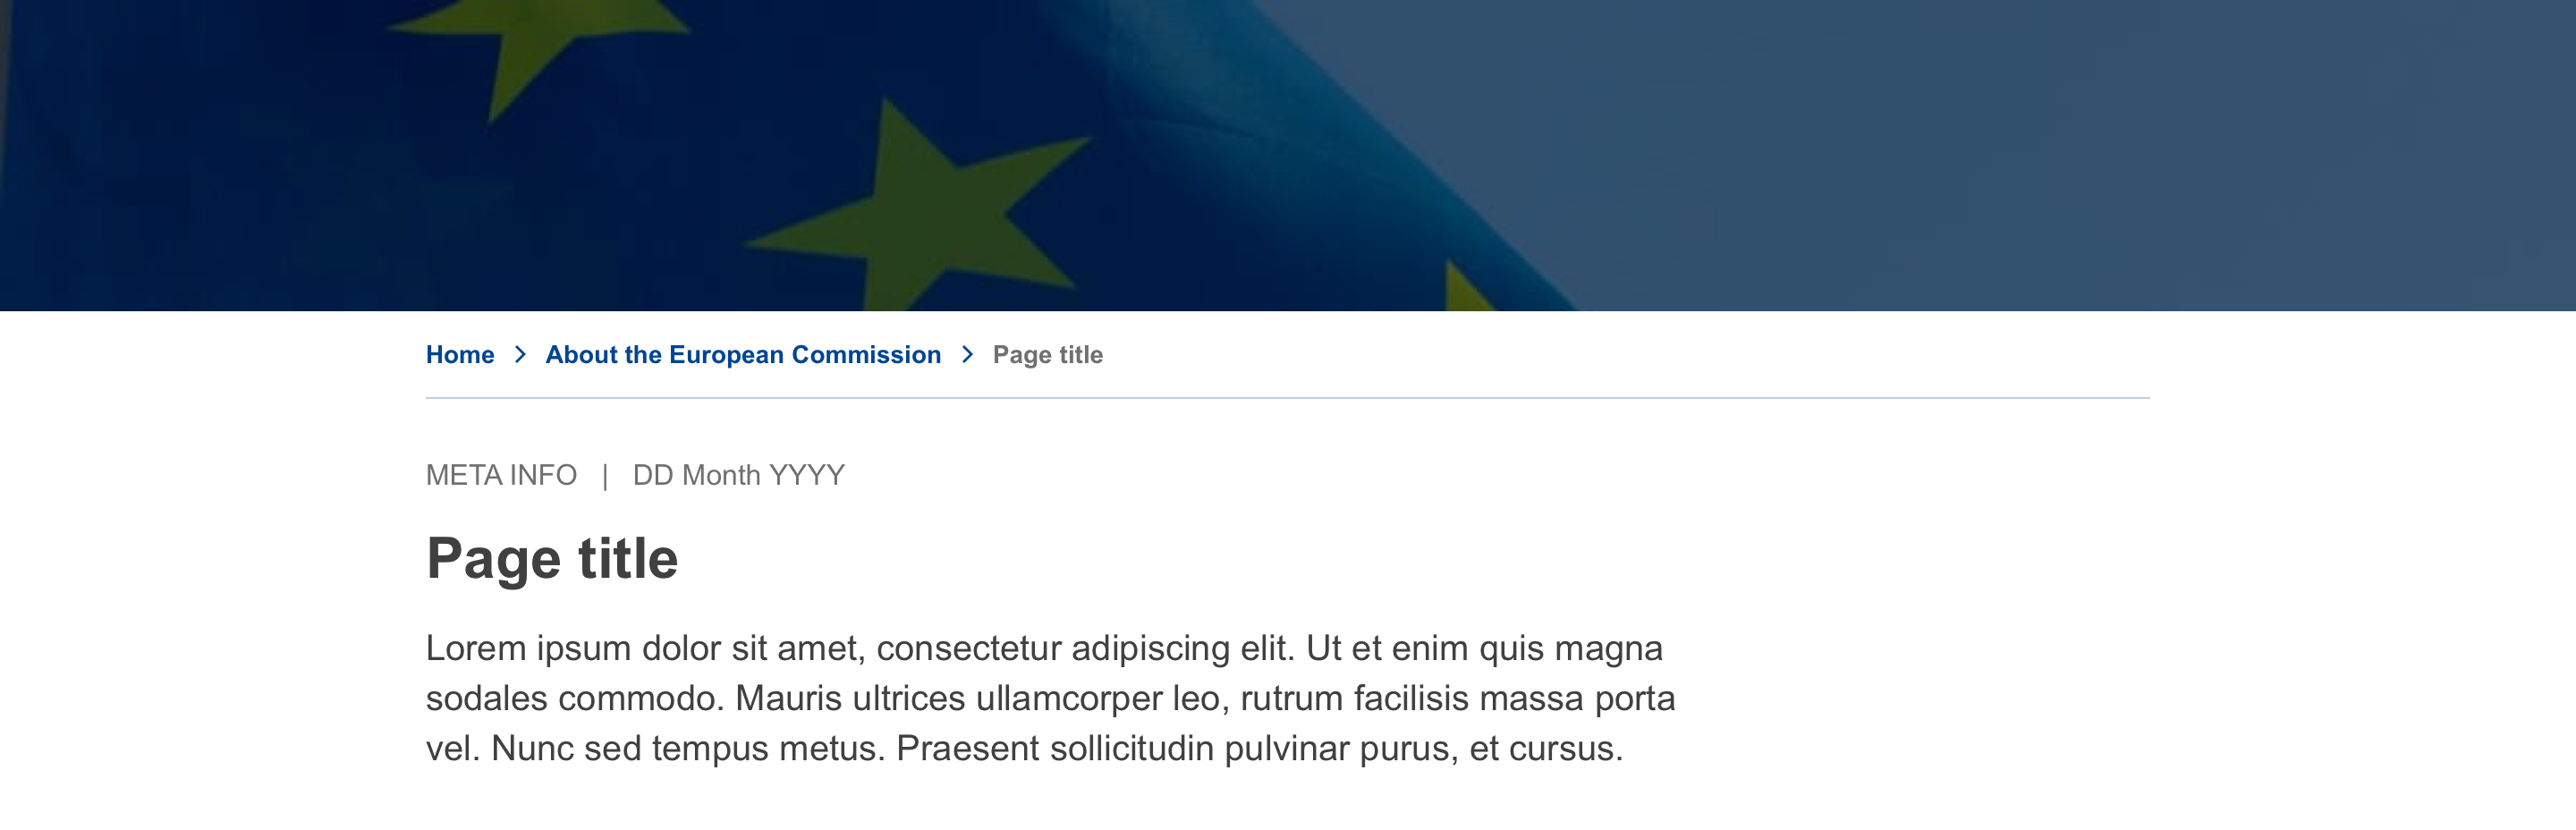 Home > About the European Commission > Page title
META INFO | DD Month YYYY
Page title
Lorem ipsum dolor sit amet, consectetur adipiscing elit. Ut et enim quis magna
sodales commodo. Mauris ultrices ullamcorper leo, rutrum facilisis massa porta
vel. Nunc sed tempus metus. Praesent sollicitudin pulvinar purus, et cursus.